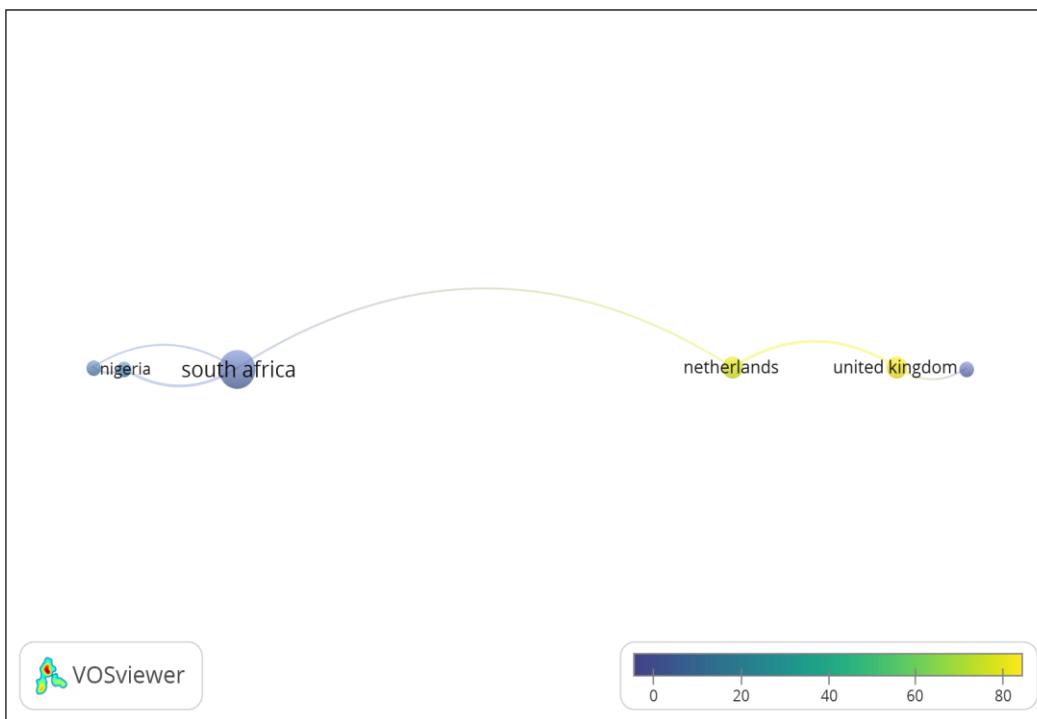 nigeria
south africa
netherlands
united kingdom
VOSviewer
0 20 40 60 80